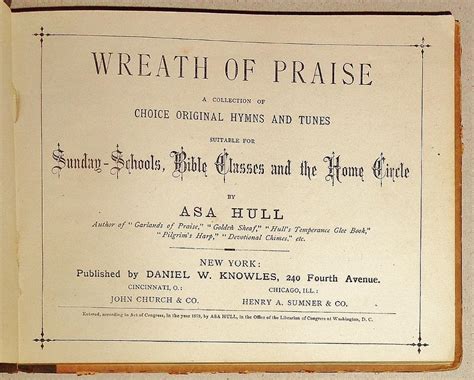 WREATH OF PRAISE
A COLLECTION OF
CHOICE ORIGINAL HYMNS AND TUNES
SUITABLE FOR
Sunday-Schools, Bible Classes and the Home Circle
BY
ASA HULL
Author of "Garlands of Praise," "Golden Sheaf," "Hull's Temperance Glee Book,"
"Pilgrim's Harp," "Devotional Chimes," etc.
NEW YORK:
Published by DANIEL W. KNOWLES, 240 Fourth Avenue.
CINCINNATI, O.: CHICAGO, ILL.:
JOHN CHURCH & CO. HENRY A. SUMNER & CO.
Entered, according to Act of Congress, in the year 1879, by ASA HULL, in the Office of the Librarian of Congress at Washington, D. C.